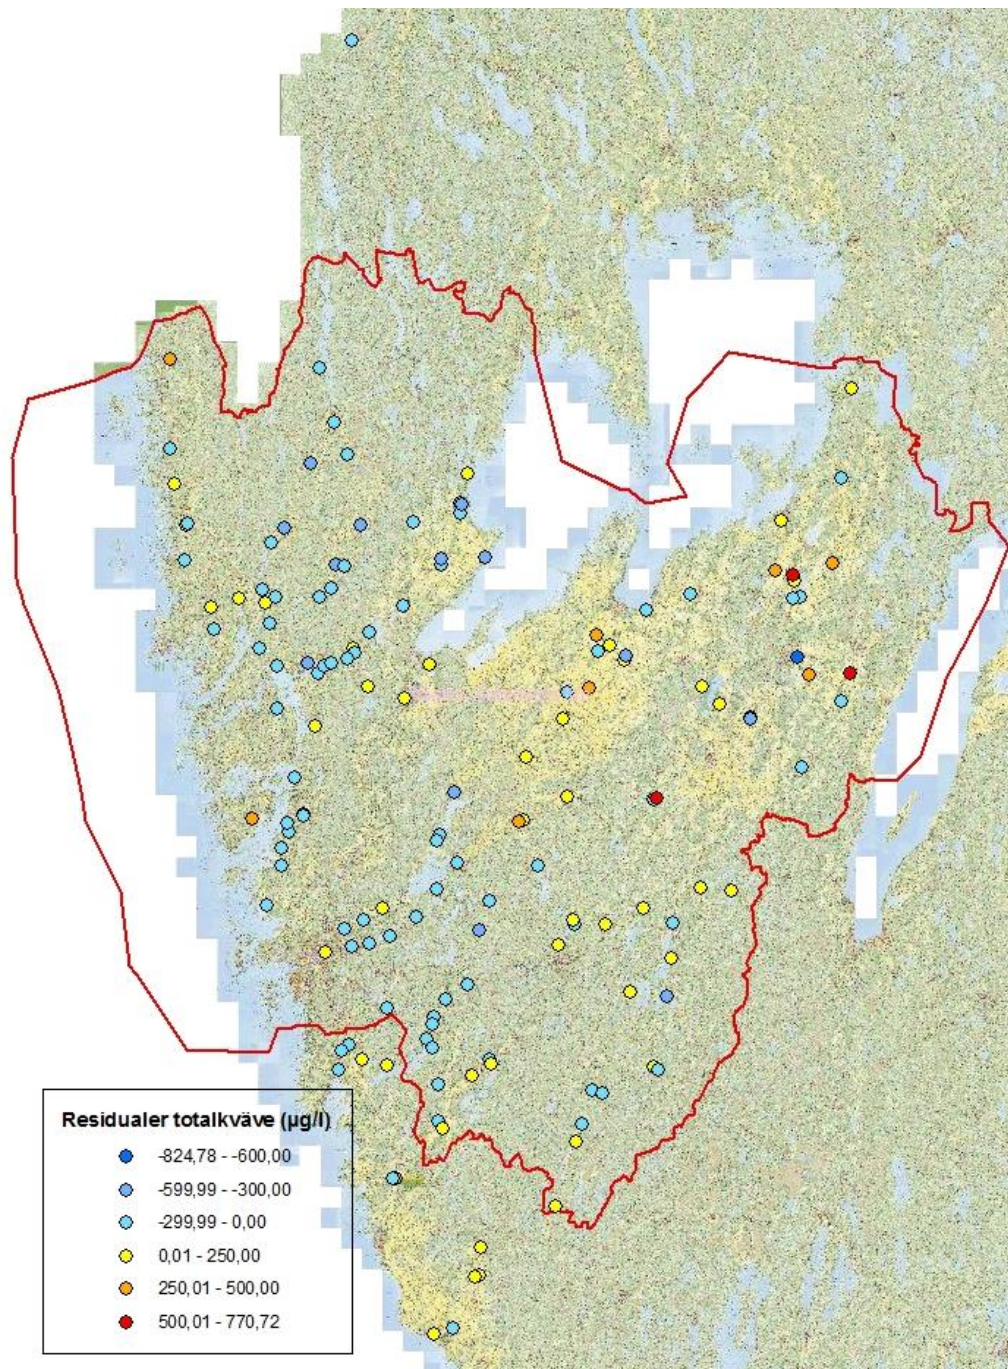 Residualer totalkväve (µg/l)
-824,78 - -600,00
-599,99 - -300,00
-299,99 - 0,00
0,01 - 250,00
250,01 - 500,00
500,01 - 770,72